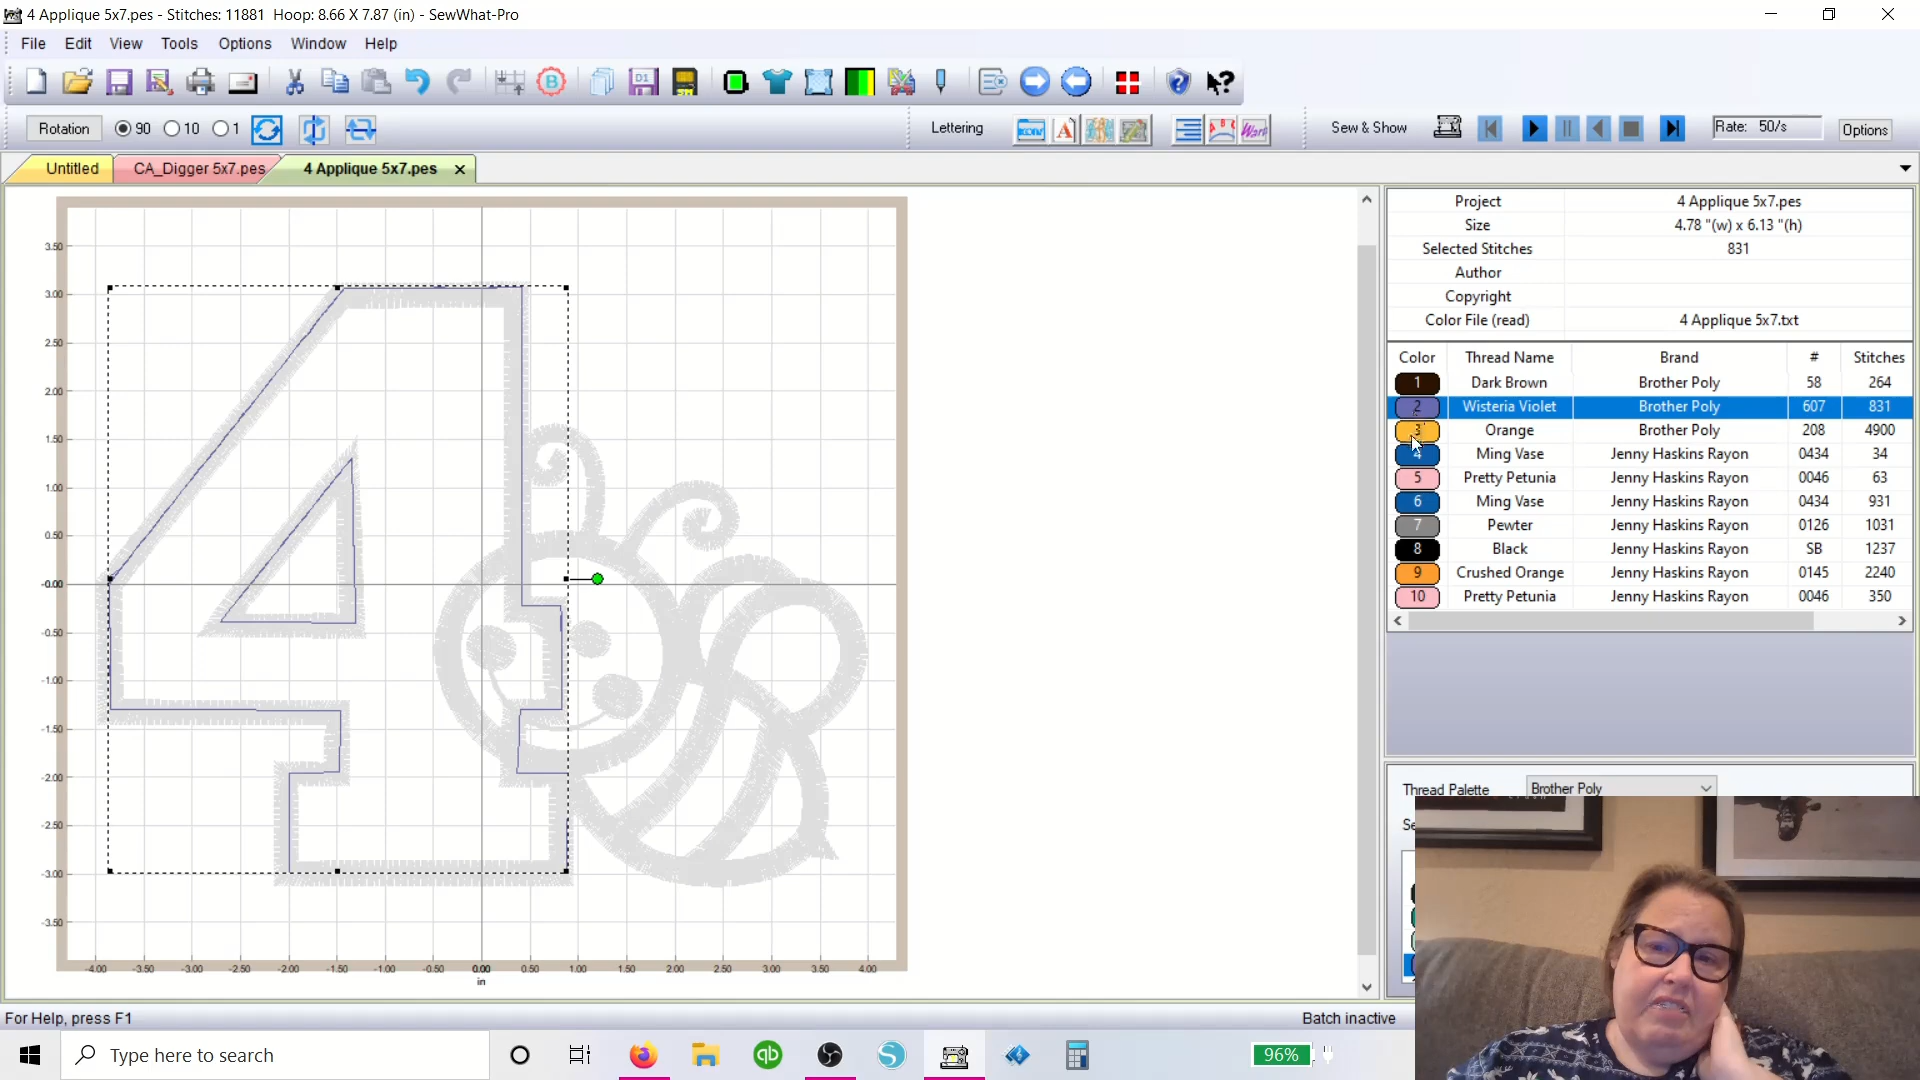 4 Applique 5x7.pes - Stitches: 11881 Hoop: 8.66 X 7.87 (in) - SewWhat-Pro
File Edit View Tools Options Window Help
Rotation 90 10 1 Lettering Sew & Show Rate: 50/s Options
Untitled CA_Digger 5x7.pes 4 Applique 5x7.pes
Project 4 Applique 5x7.pes
Size 4.78 "(w) x 6.13 "(h)
Selected Stitches 831
Author
Copyright
Color File (read) 4 Applique 5x7.txt
Color Thread Name Brand # Stitches
1 Dark Brown Brother Poly 58 264
2 Wisteria Violet Brother Poly 607 831
3 Orange Brother Poly 208 4900
4 Ming Vase Jenny Haskins Rayon 0434 34
5 Pretty Petunia Jenny Haskins Rayon 0046 63
6 Ming Vase Jenny Haskins Rayon 0434 931
7 Pewter Jenny Haskins Rayon 0126 1031
8 Black Jenny Haskins Rayon SB 1237
9 Crushed Orange Jenny Haskins Rayon 0145 2240
10 Pretty Petunia Jenny Haskins Rayon 0046 350
Thread Palette Brother Poly
3.50
3.00
2.50
2.00
1.50
1.00
0.50
-0.00
-0.50
-1.00
-1.50
-2.00
-2.50
-3.00
-3.50
-4.00 -3.50 -3.00 -2.50 -2.00 -1.50 -1.00 -0.50 0.00 0.50 1.00 1.50 2.00 2.50 3.00 3.50 4.00
in
For Help, press F1 Batch inactive
Type here to search 96%